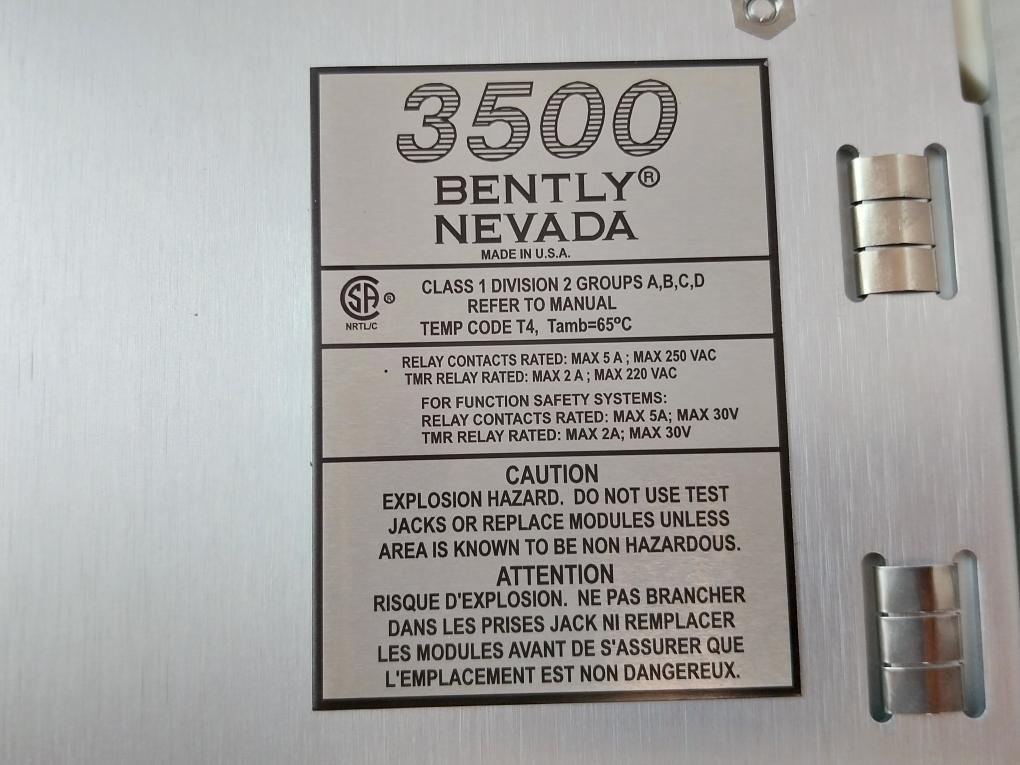 3500
BENTLY®
NEVADA
MADE IN U.S.A.
CSA ®
NRTL/C
CLASS 1 DIVISION 2 GROUPS A,B,C,D
REFER TO MANUAL
TEMP CODE T4, Tamb=65ºC
RELAY CONTACTS RATED: MAX 5 A ; MAX 250 VAC
TMR RELAY RATED: MAX 2 A ; MAX 220 VAC
FOR FUNCTION SAFETY SYSTEMS:
RELAY CONTACTS RATED: MAX 5A; MAX 30V
TMR RELAY RATED: MAX 2A; MAX 30V
CAUTION
EXPLOSION HAZARD. DO NOT USE TEST
JACKS OR REPLACE MODULES UNLESS
AREA IS KNOWN TO BE NON HAZARDOUS.
ATTENTION
RISQUE D'EXPLOSION. NE PAS BRANCHER
DANS LES PRISES JACK NI REMPLACER
LES MODULES AVANT DE S'ASSURER QUE
L'EMPLACEMENT EST NON DANGEREUX.